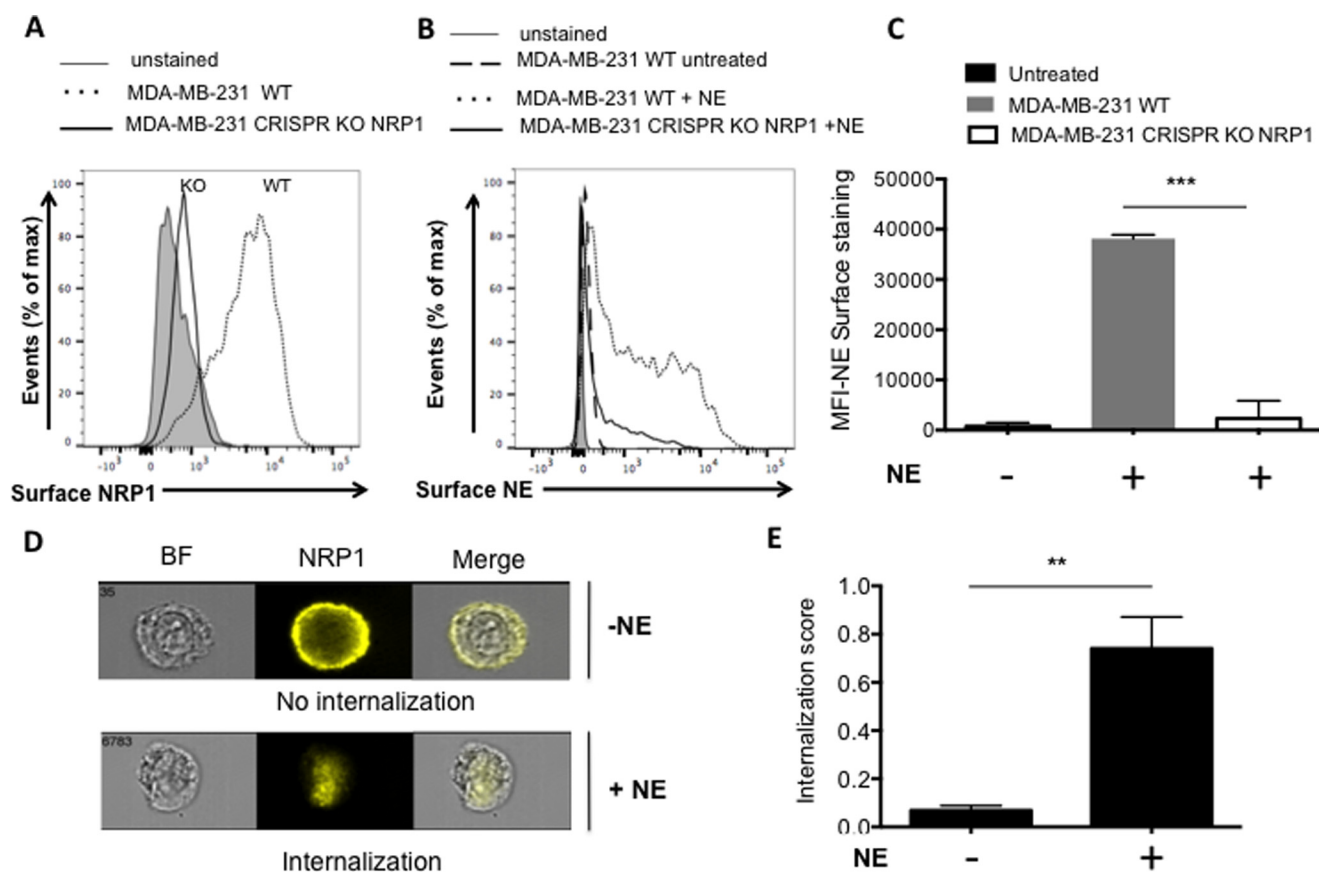 A
unstained
MDA-MB-231 WT
MDA-MB-231 CRISPR KO NRP1
Events (% of max)
100
80
60
40
20
0
KO WT
-10³ 0 10³ 10⁴ 10⁵
Surface NRP1
B
unstained
MDA-MB-231 WT untreated
MDA-MB-231 WT + NE
MDA-MB-231 CRISPR KO NRP1 +NE
Events (% of max)
100
80
60
40
20
0
-10³ 0 10³ 10⁴ 10⁵
Surface NE
C
Untreated
MDA-MB-231 WT
MDA-MB-231 CRISPR KO NRP1
MFI-NE Surface staining
50000
40000
30000
20000
10000
0
***
NE - + +
D
BF NRP1 Merge
35
-NE
No internalization
6783
+ NE
Internalization
E
Internalization score
1.0
0.8
0.6
0.4
0.2
0.0
**
NE - +